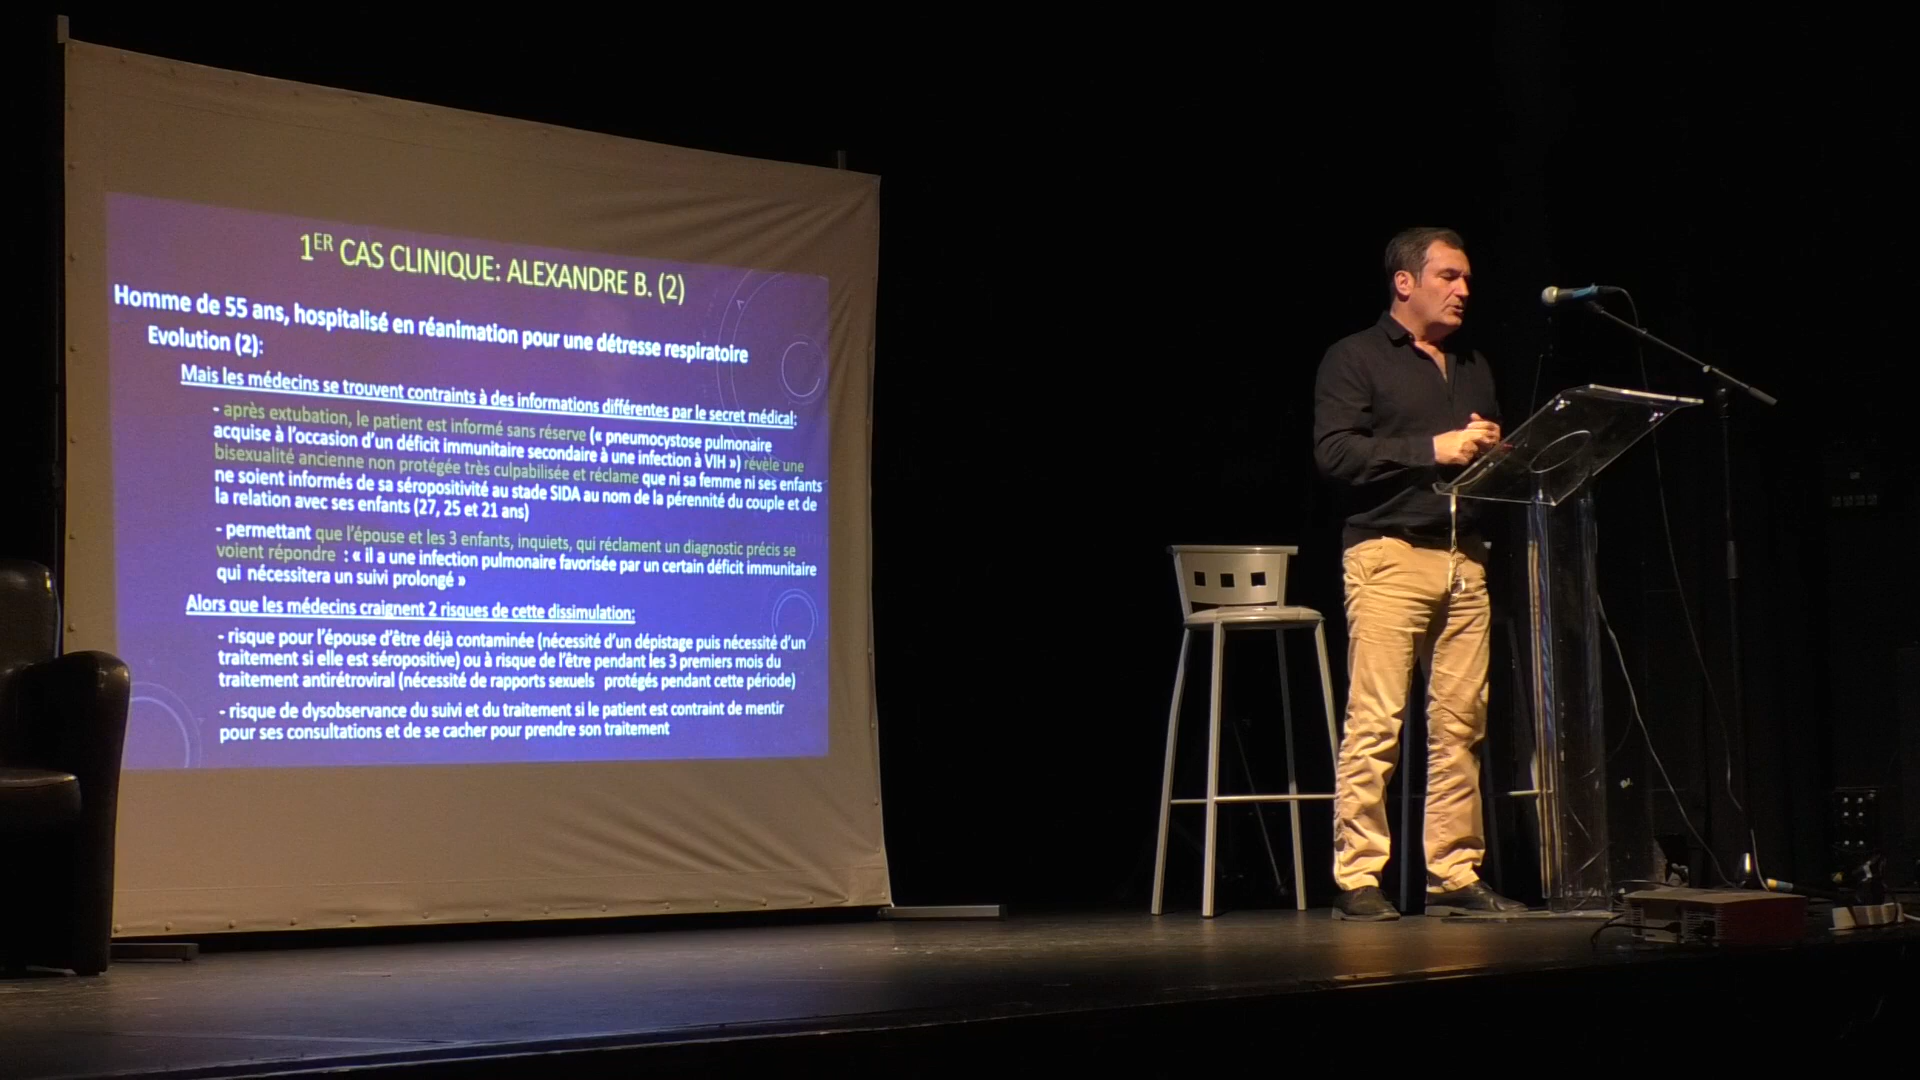 1ER CAS CLINIQUE: ALEXANDRE B. (2)
Homme de 55 ans, hospitalisé en réanimation pour une détresse respiratoire
Evolution (2):
Mais les médecins se trouvent contraints à des informations différentes par le secret médical:
- après extubation, le patient est informé sans réserve (« pneumocystose pulmonaire
acquise à l'occasion d'un déficit immunitaire secondaire à une infection à VIH ») révèle une
bisexualité ancienne non protégée très culpabilisée et réclame que ni sa femme ni ses enfants
ne soient informés de sa séropositivité au stade SIDA au nom de la pérennité du couple et de
la relation avec ses enfants (27, 25 et 21 ans)
- permettant que l'épouse et les 3 enfants, inquiets, qui réclament un diagnostic précis se
voient répondre : « il a une infection pulmonaire favorisée par un certain déficit immunitaire
qui nécessitera un suivi prolongé »
Alors que les médecins craignent 2 risques de cette dissimulation:
- risque pour l'épouse d'être déjà contaminée (nécessité d'un dépistage puis nécessité d'un
traitement si elle est séropositive) ou à risque de l'être pendant les 3 premiers mois du
traitement antirétroviral (nécessité de rapports sexuels protégés pendant cette période)
- risque de dysobservance du suivi et du traitement si le patient est contraint de mentir
pour ses consultations et de se cacher pour prendre son traitement